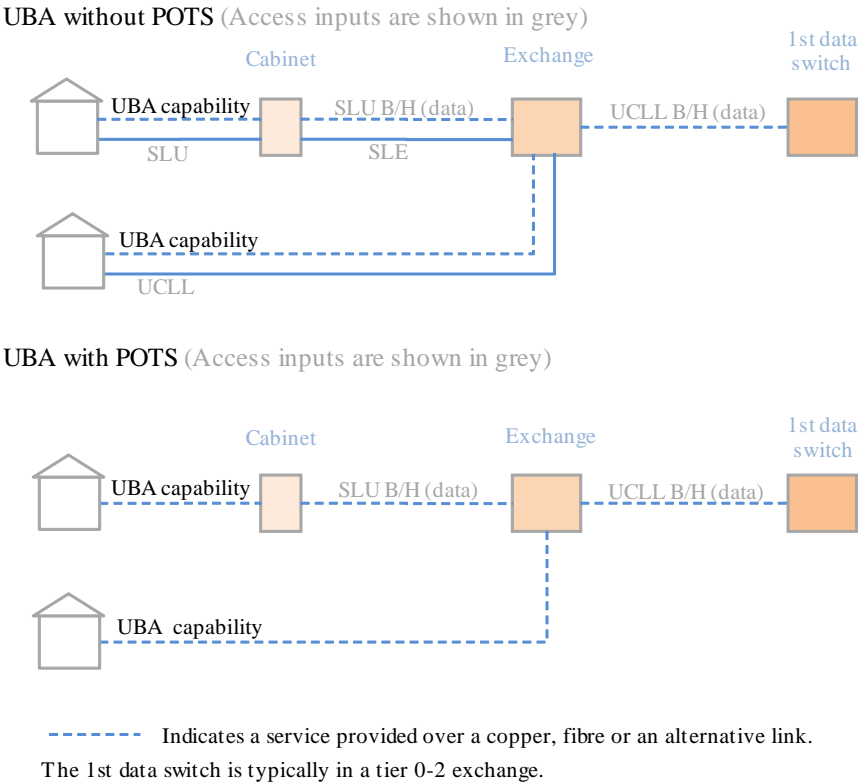 UBA without POTS (Access inputs are shown in grey)
1st data
switch
Cabinet
Exchange
UBA capability
SLU B/H (data)
UCLL B/H (data)
SLU
SLE
UBA capability
UCLL
UBA with POTS (Access inputs are shown in grey)
1st data
switch
Cabinet
Exchange
UBA capability
SLU B/H (data)
UCLL B/H (data)
UBA capability
Indicates a service provided over a copper, fibre or an alternative link.
The 1st data switch is typically in a tier 0-2 exchange.